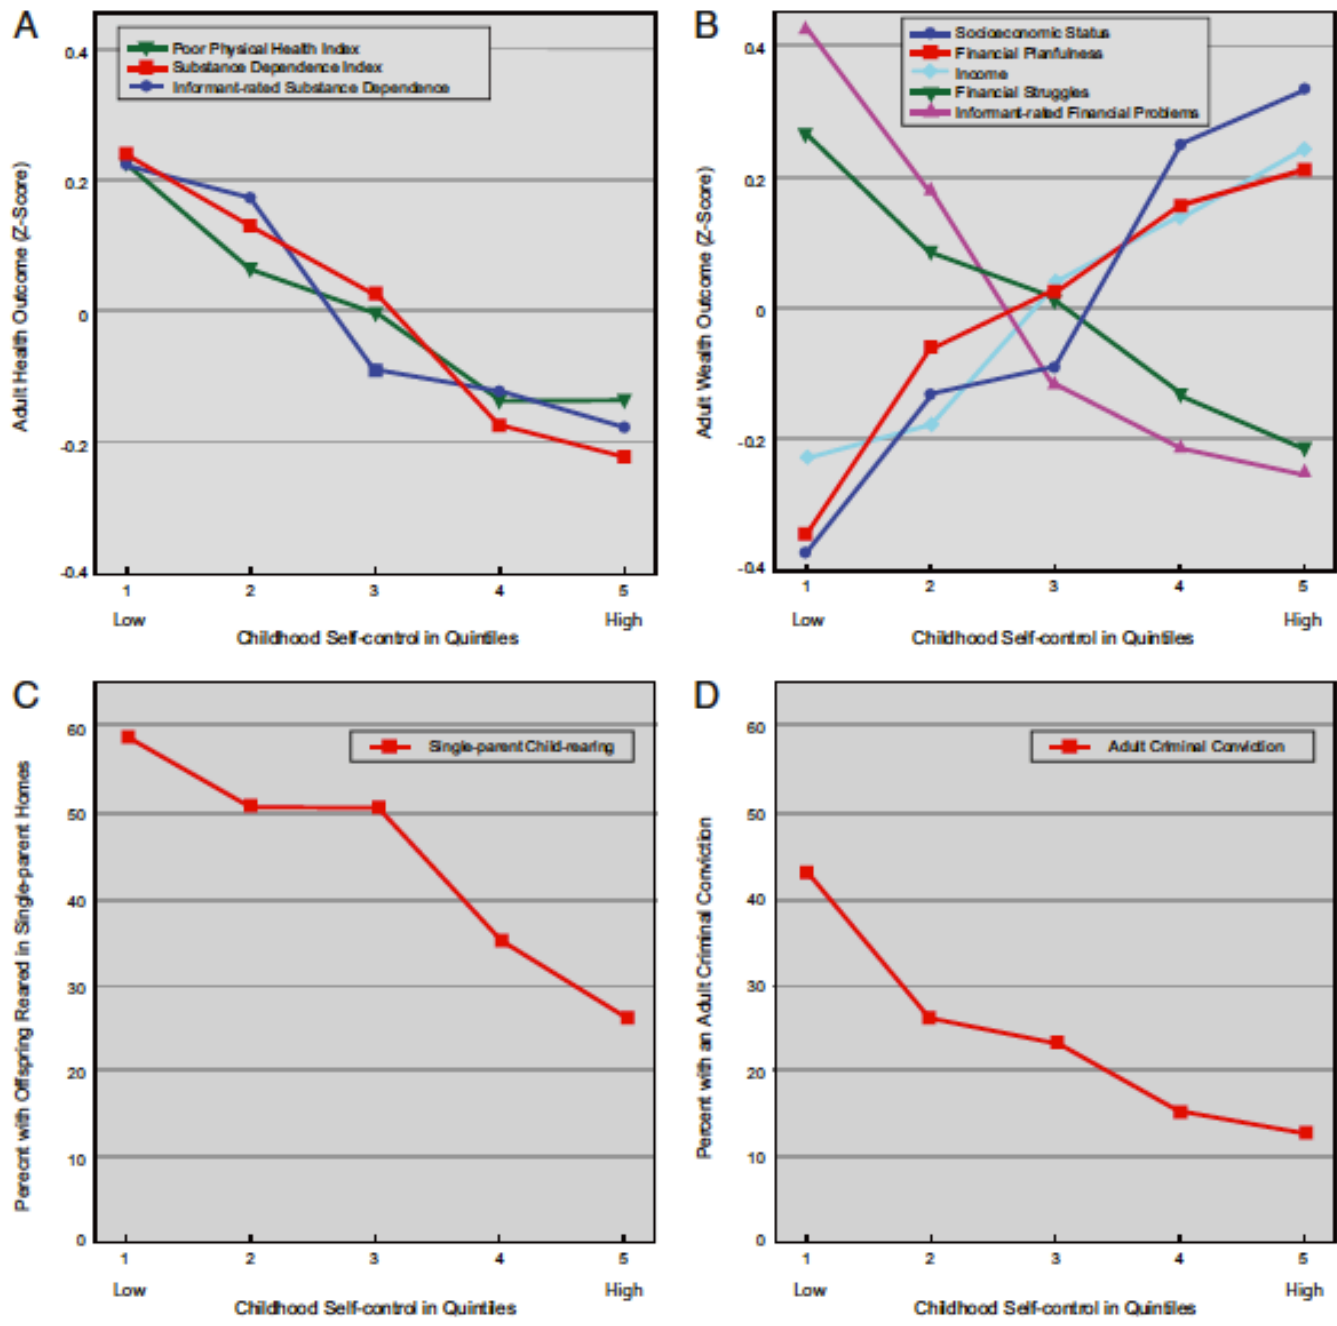 A
Poor Physical Health Index
Substance Dependence Index
Informant-rated Substance Dependence
Adult Health Outcome (Z-Score)
0.4
0.2
0
-0.2
-0.4
1 2 3 4 5
Low High
Childhood Self-control in Quintiles
B
Socioeconomic Status
Financial Planfulness
Income
Financial Struggles
Informant-rated Financial Problems
Adult Wealth Outcome (Z-Score)
0.4
0.2
0
-0.2
-0.4
1 2 3 4 5
Low High
Childhood Self-control in Quintiles
C
Single-parent Child-rearing
Perecnt with Offspring Reared in Single-parent Homes
60
50
40
30
20
10
0
1 2 3 4 5
Low High
Childhood Self-control in Quintiles
D
Adult Criminal Conviction
Percent with an Adult Criminal Conviction
60
50
40
30
20
10
0
1 2 3 4 5
Low High
Childhood Self-control in Quintiles